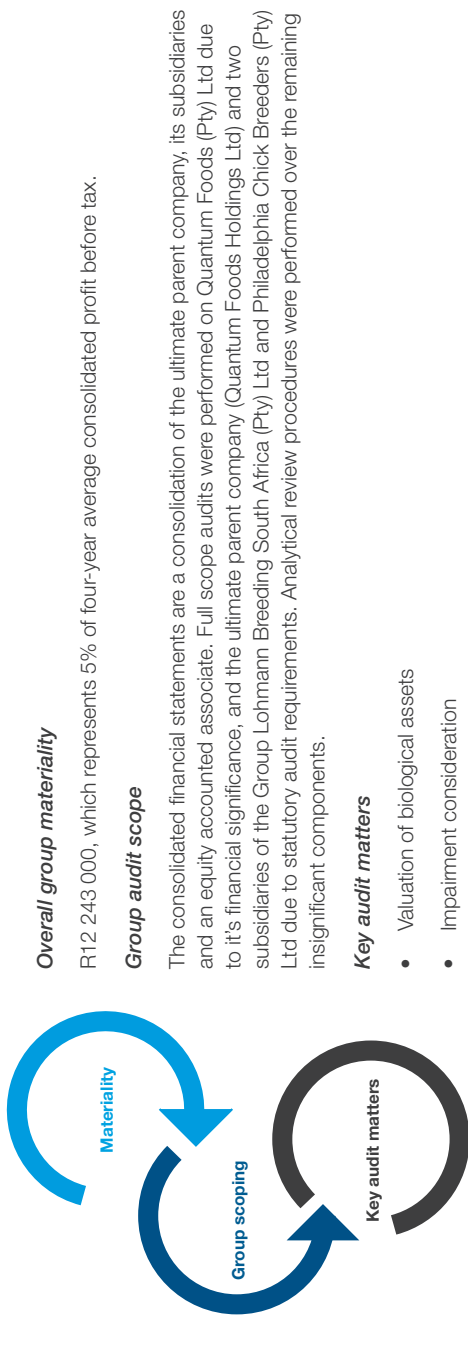 Materiality
Group scoping
Key audit matters
Overall group materiality
R12 243 000, which represents 5% of four-year average consolidated profit before tax.
Group audit scope
The consolidated financial statements are a consolidation of the ultimate parent company, its subsidiaries
and an equity accounted associate. Full scope audits were performed on Quantum Foods (Pty) Ltd due
to it’s financial significance, and the ultimate parent company (Quantum Foods Holdings Ltd) and two
subsidiaries of the Group Lohmann Breeding South Africa (Pty) Ltd and Philadelphia Chick Breeders (Pty)
Ltd due to statutory audit requirements. Analytical review procedures were performed over the remaining
insignificant components.
Key audit matters
• Valuation of biological assets
• Impairment consideration